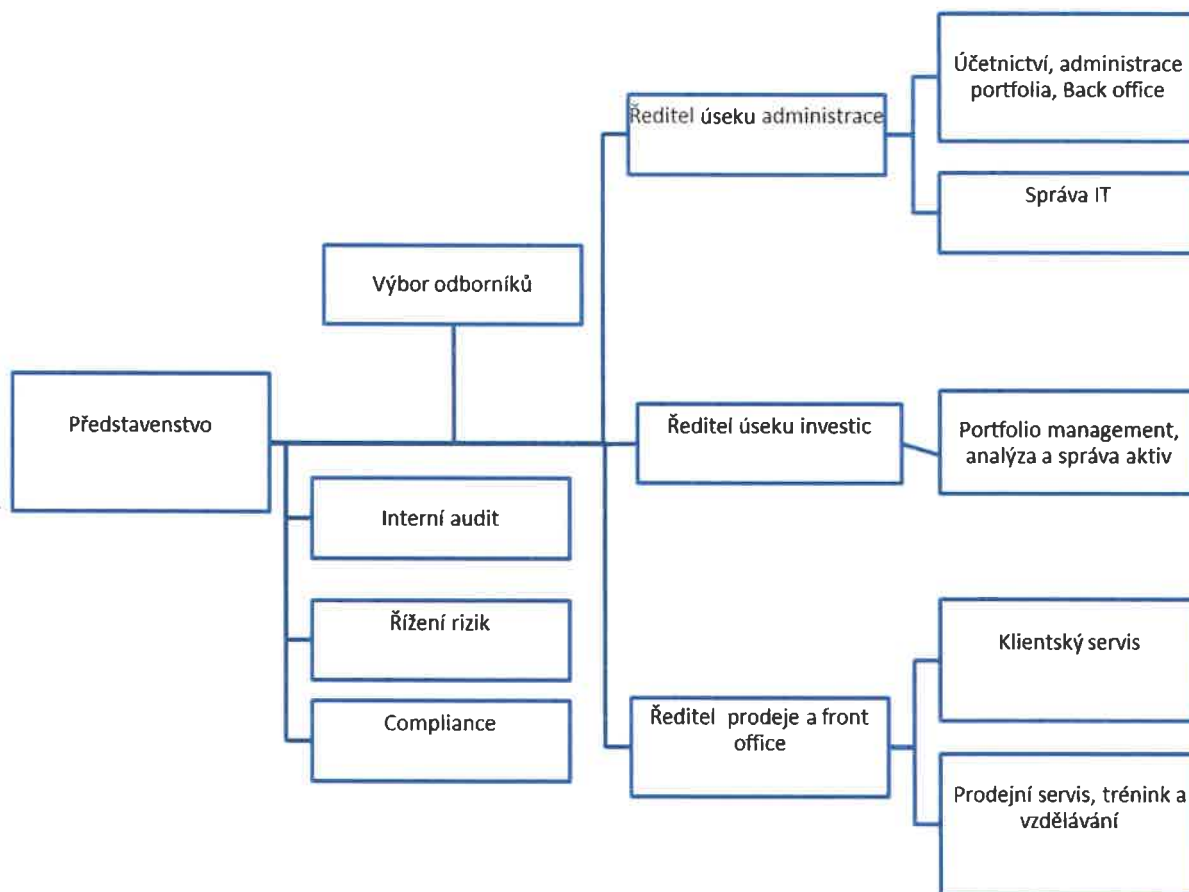 Účetnictví, administrace
portfolia, Back office
Ředitel úseku administrace
Správa IT
Výbor odborníků
Představenstvo
Ředitel úseku investic
Portfolio management,
analýza a správa aktiv
Interní audit
Řížení rizik
Klientský servis
Compliance
Ředitel prodeje a front
office
Prodejní servis, trénink a
vzdělávání